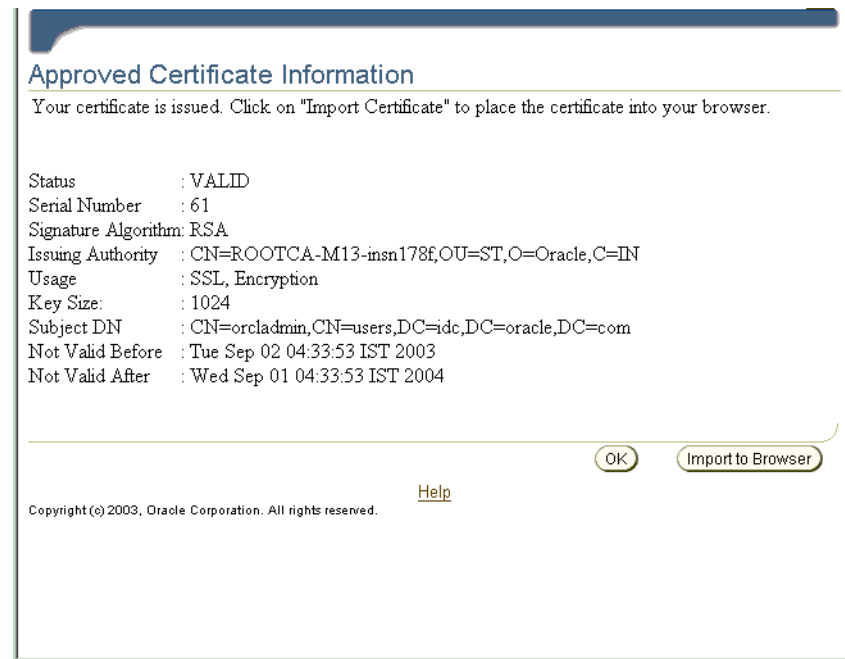 Approved Certificate Information
Your certificate is issued. Click on "Import Certificate" to place the certificate into your browser.
Status : VALID
Serial Number : 61
Signature Algorithm: RSA
Issuing Authority : CN=ROOTCA-M13-insn178f,OU=ST,O=Oracle,C=IN
Usage : SSL, Encryption
Key Size: : 1024
Subject DN : CN=orcladmin,CN=users,DC=idc,DC=oracle,DC=com
Not Valid Before : Tue Sep 02 04:33:53 IST 2003
Not Valid After : Wed Sep 01 04:33:53 IST 2004
OK Import to Browser
Help
Copyright (c) 2003, Oracle Corporation. All rights reserved.